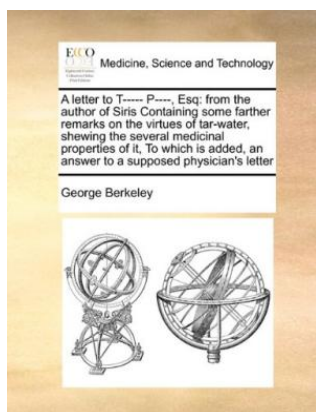 ECCO
Medicine, Science and Technology
A letter to T----- P----, Esq: from the
author of Siris Containing some farther
remarks on the virtues of tar-water,
shewing the several medicinal
properties of it, To which is added, an
answer to a supposed physician's letter
George Berkeley